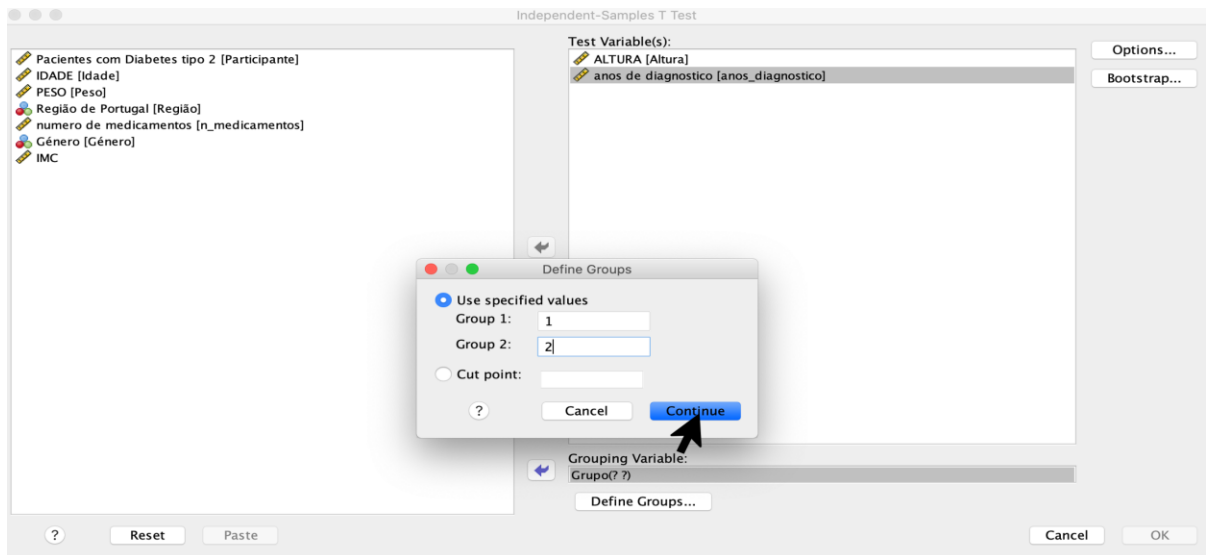 Independent-Samples T Test
Pacientes com Diabetes tipo 2 [Participante]
IDADE [Idade]
PESO [Peso]
Região de Portugal [Região]
numero de medicamentos [n_medicamentos]
Género [Género]
IMC
Test Variable(s):
ALTURA [Altura]
anos de diagnostico [anos_diagnostico]
Options...
Bootstrap...
Define Groups
Use specified values
Group 1: 1
Group 2: 2
Cut point:
? Cancel Continue
Grouping Variable:
Grupo(? ?)
Define Groups...
? Reset Paste Cancel OK